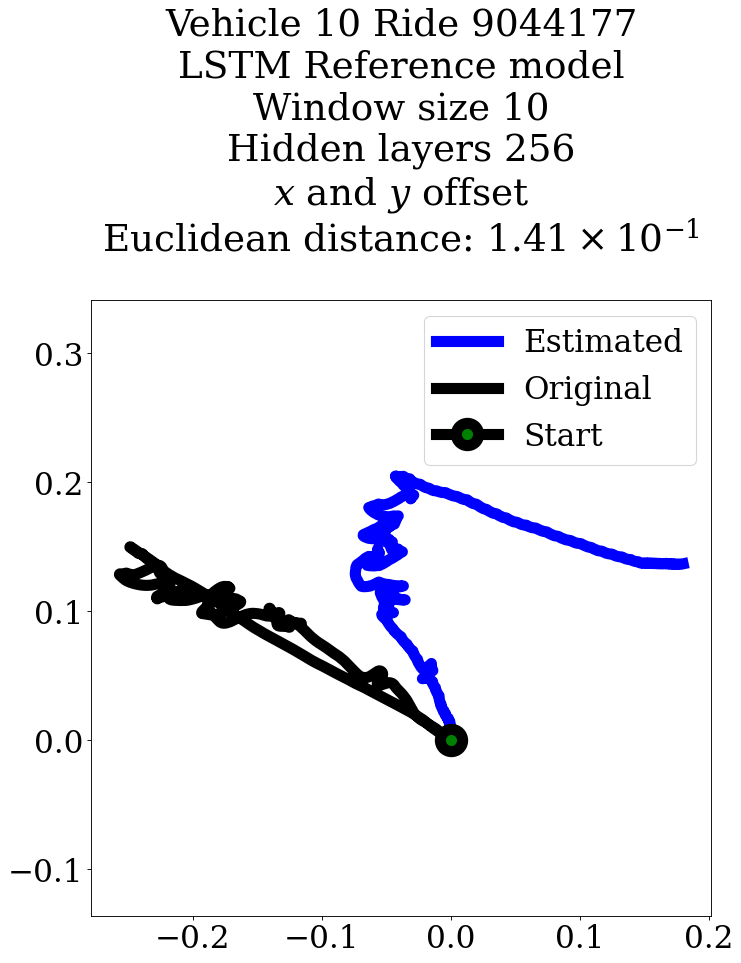 Vehicle 10 Ride 9044177
LSTM Reference model
Window size 10
Hidden layers 256
x and y offset
Euclidean distance: 1.41 × 10⁻¹
Estimated
Original
Start
0.3
0.2
0.1
0.0
−0.1
−0.2 −0.1 0.0 0.1 0.2